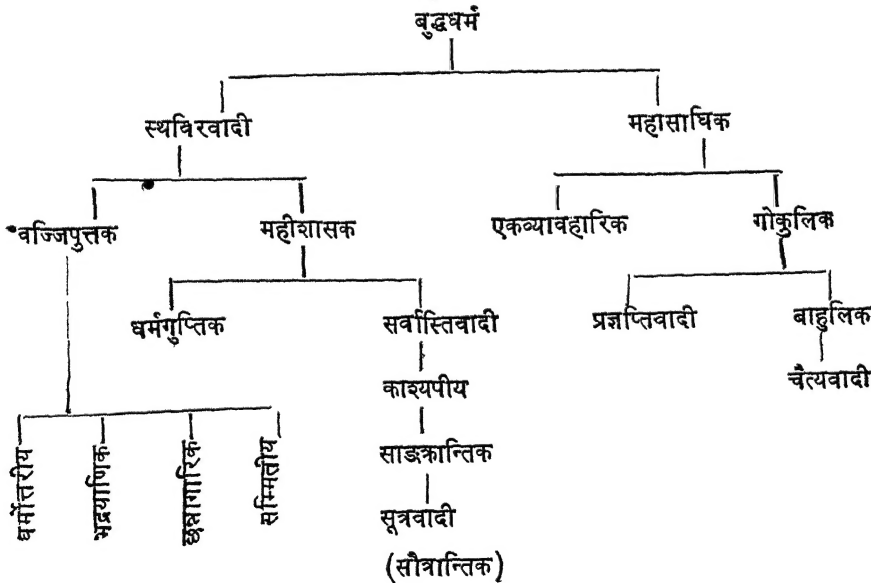 बुद्धधर्म
स्थविरवादी
महासाघिक
वज्जिपुत्तक
महीशासक
एकव्यावहारिक
गोकुलिक
धर्मगुप्तिक
सर्वास्तिवादी
प्रज्ञप्तिवादी
बाहुलिक
काश्यपीय
चैत्यवादी
धर्मोत्तरीय
भद्रयाणिक
छन्नागारिक
सम्मितीय
साङक्रान्तिक
सूत्रवादी
(सौत्रान्तिक)